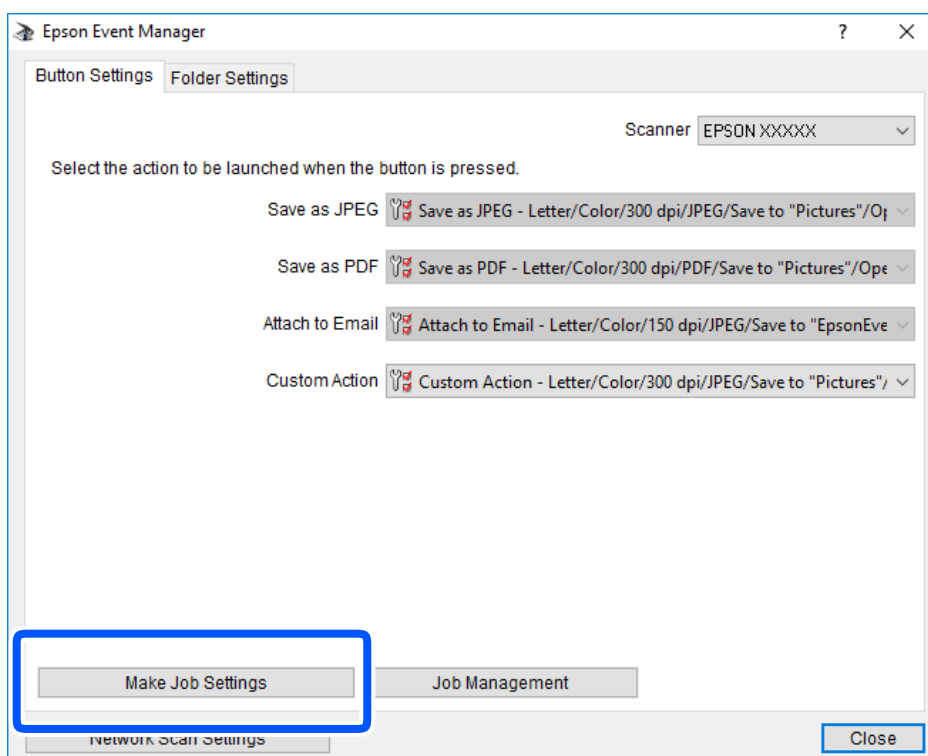 Epson Event Manager
Button Settings Folder Settings
Scanner EPSON XXXXX
Select the action to be launched when the button is pressed.
Save as JPEG Save as JPEG - Letter/Color/300 dpi/JPEG/Save to "Pictures"/Op
Save as PDF Save as PDF - Letter/Color/300 dpi/PDF/Save to "Pictures"/Ope
Attach to Email Attach to Email - Letter/Color/150 dpi/JPEG/Save to "EpsonEve
Custom Action Custom Action - Letter/Color/300 dpi/JPEG/Save to "Pictures"/
Make Job Settings Job Management
Network Scan Settings Close